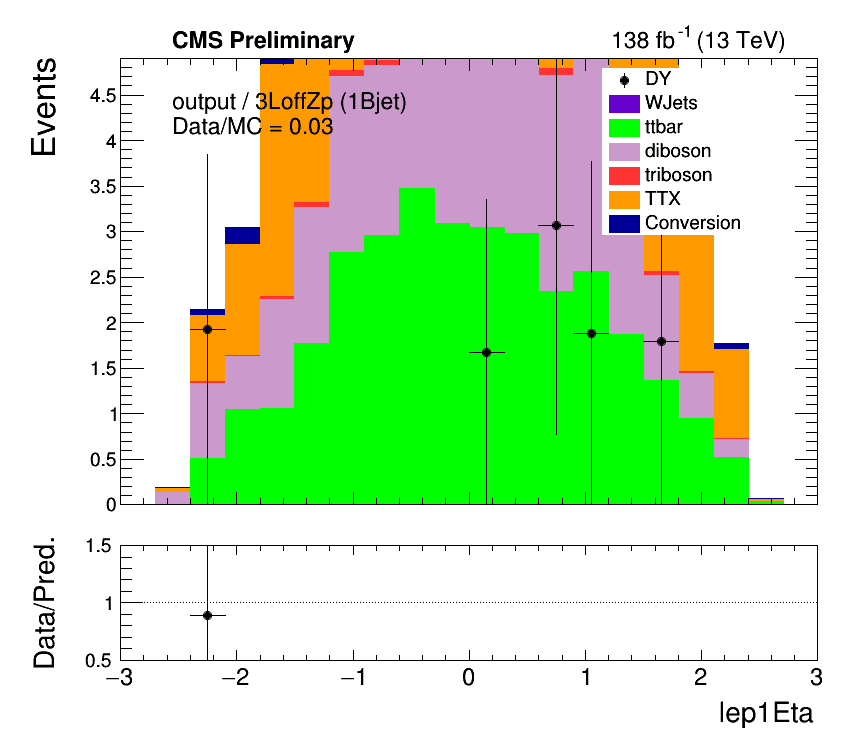 CMS Preliminary
138 fb-1 (13 TeV)
Events
output / 3LoffZp (1Bjet)
Data/MC = 0.03
DY
WJets
ttbar
diboson
triboson
TTX
Conversion
4.5
4
3.5
3
2.5
2
1.5
1
0.5
0
Data/Pred.
1.5
1
0.5
−3 −2 −1 0 1 2 3
lep1Eta